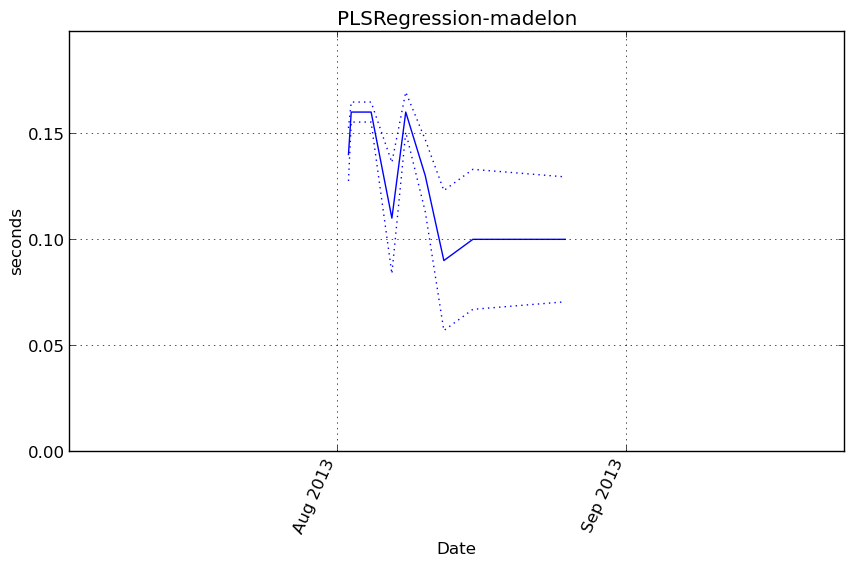 PLSRegression-madelon
seconds
0.15
0.10
0.05
0.00
Aug 2013
Sep 2013
Date